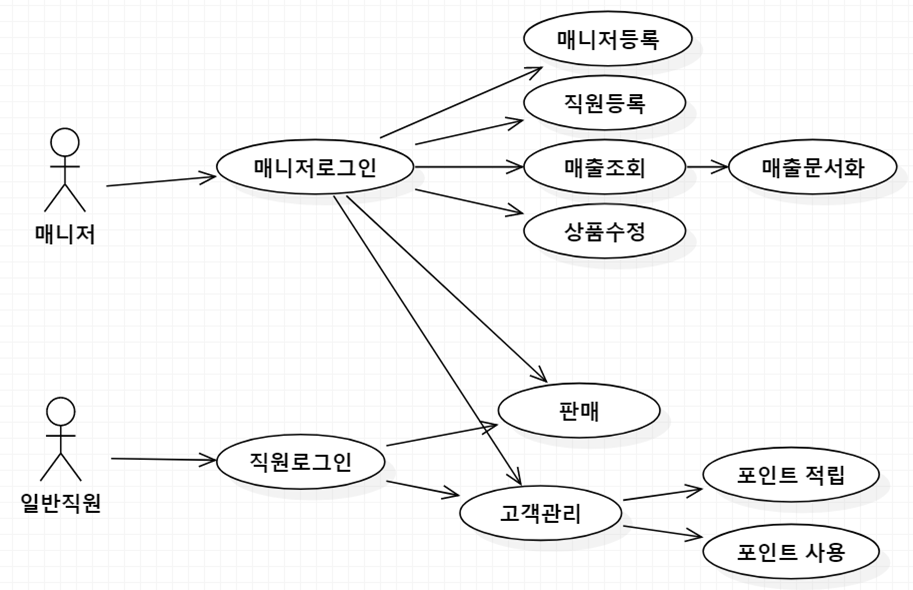 매니저등록
직원등록
매니저로그인
매출조회
매출문서화
상품수정
매니저
판매
직원로그인
일반직원
고객관리
포인트 적립
포인트 사용